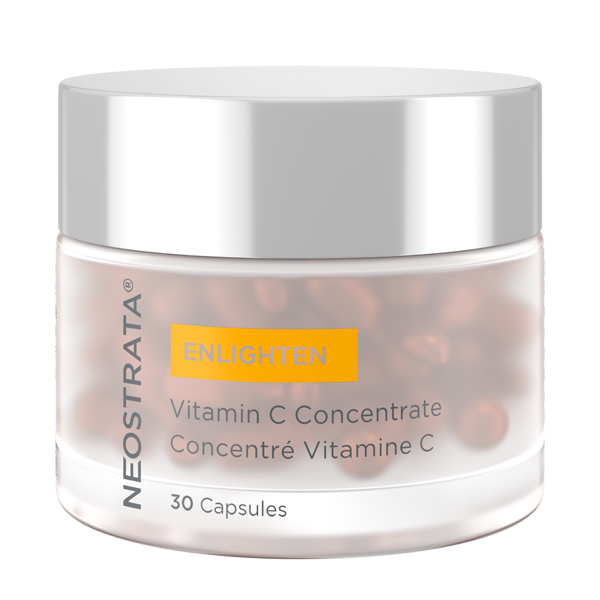 NEOSTRATA®
ENLIGHTEN
Vitamin C Concentrate
Concentré Vitamine C
30 Capsules